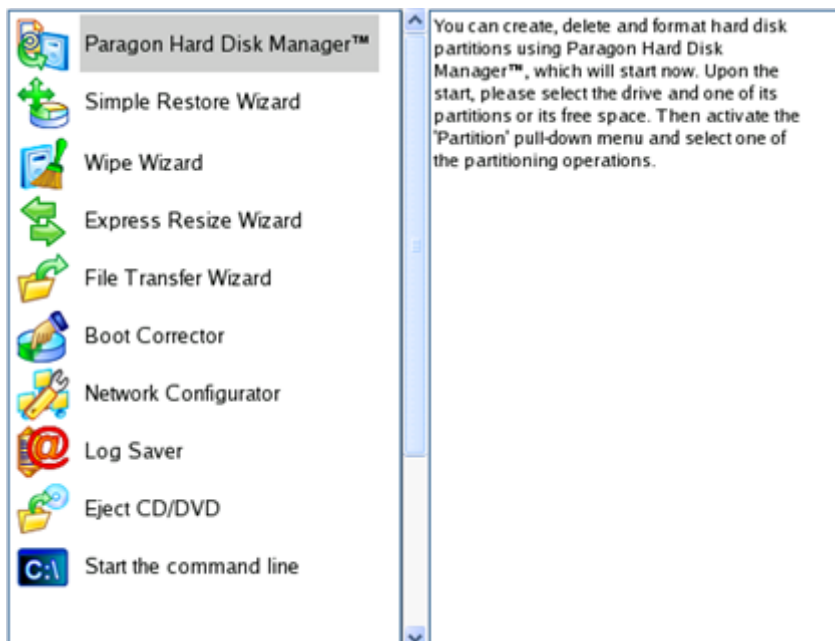 Paragon Hard Disk Manager™
Simple Restore Wizard
Wipe Wizard
Express Resize Wizard
File Transfer Wizard
Boot Corrector
Network Configurator
@
Log Saver
Eject CD/DVD
C:\
Start the command line
You can create, delete and format hard disk
partitions using Paragon Hard Disk
Manager™, which will start now. Upon the
start, please select the drive and one of its
partitions or its free space. Then activate the
'Partition' pull-down menu and select one of
the partitioning operations.